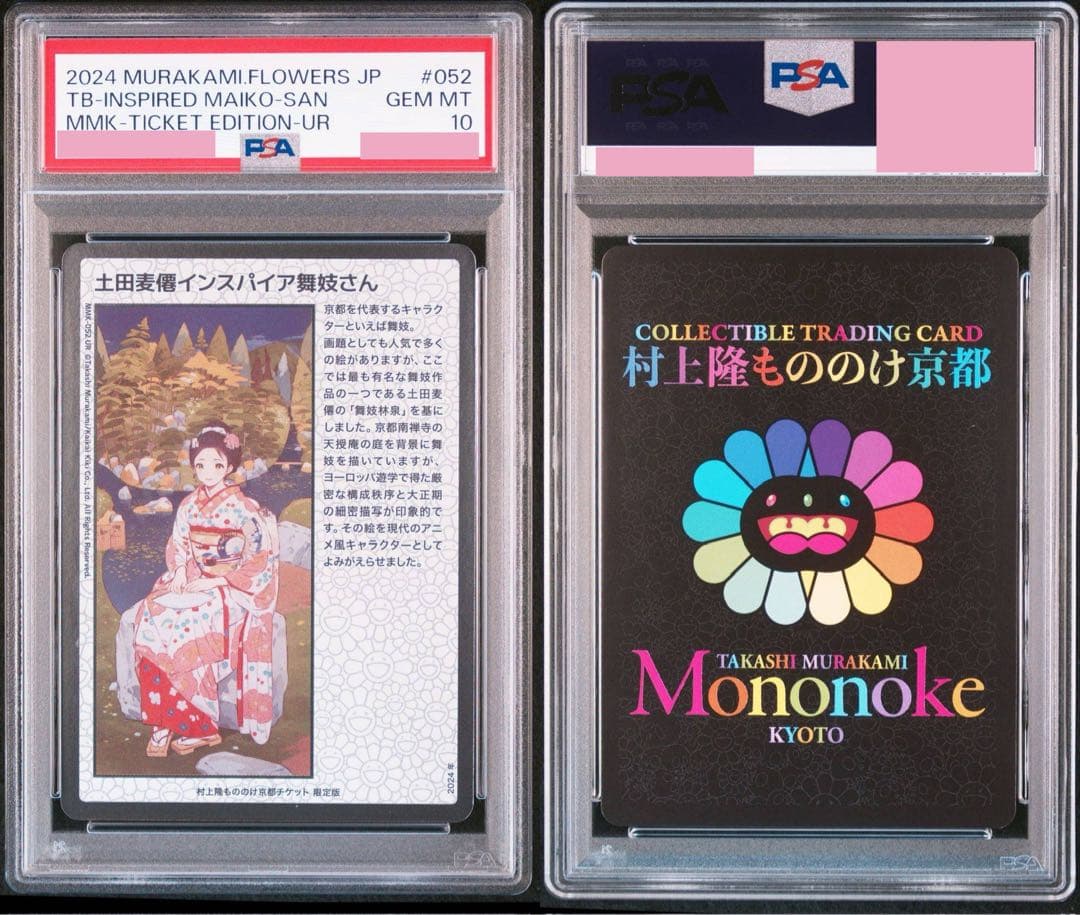 2024 MURAKAMI.FLOWERS JP #052
TB-INSPIRED MAIKO-SAN GEM MT
MMK-TICKET EDITION-UR 10
PSA
土田麦僊インスパイア舞妓さん
MMK-052 UR ©Takashi Murakami/Kaikai Kiki Co., Ltd. All Rights Reserved.
京都を代表するキャラク
ターといえば舞妓。
画題としても人気で多く
の絵がありますが、ここ
では最も有名な舞妓作
品の一つである土田麦
僊の「舞妓林泉」を基に
しました。京都南禅寺の
天授庵の庭を背景に舞
妓を描いていますが、
ヨーロッパ遊学で得た厳
密な構成秩序と大正期
の細密描写が印象的で
す。その絵を現代のアニ
メ風キャラクターとして
よみがえらせました。
2024年
村上隆もののけ京都チケット 限定版
PSA
PSA
PSA
COLLECTIBLE TRADING CARD
村上隆もののけ京都
TAKASHI MURAKAMI
Mononoke
KYOTO
PSA